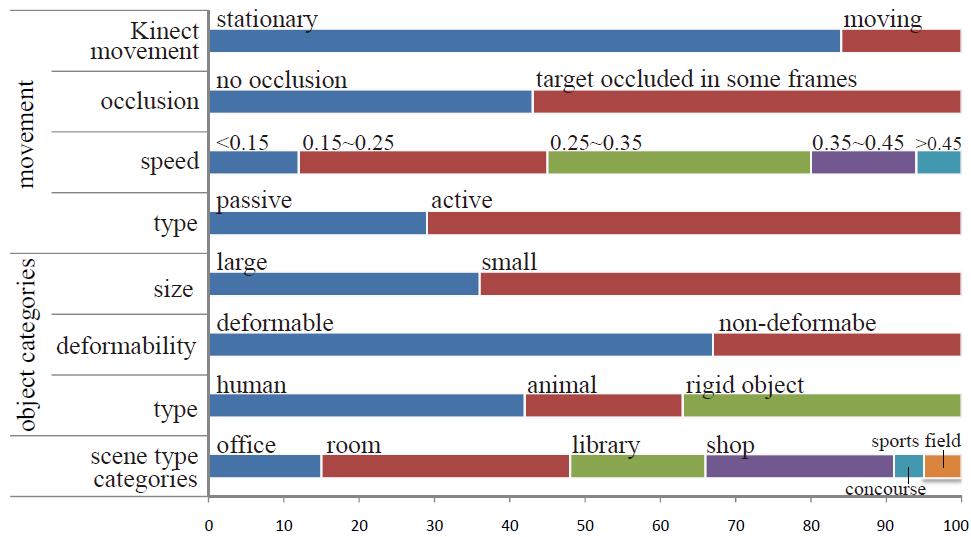 stationary moving
Kinect
movement
no occlusion target occluded in some frames
occlusion
<0.15 0.15~0.25 0.25~0.35 0.35~0.45 >0.45
speed
passive active
type
movement
large small
size
deformable non-deformabe
deformability
human animal rigid object
type
object categories
office room library shop sports field
scene type
categories
concourse
0 10 20 30 40 50 60 70 80 90 100